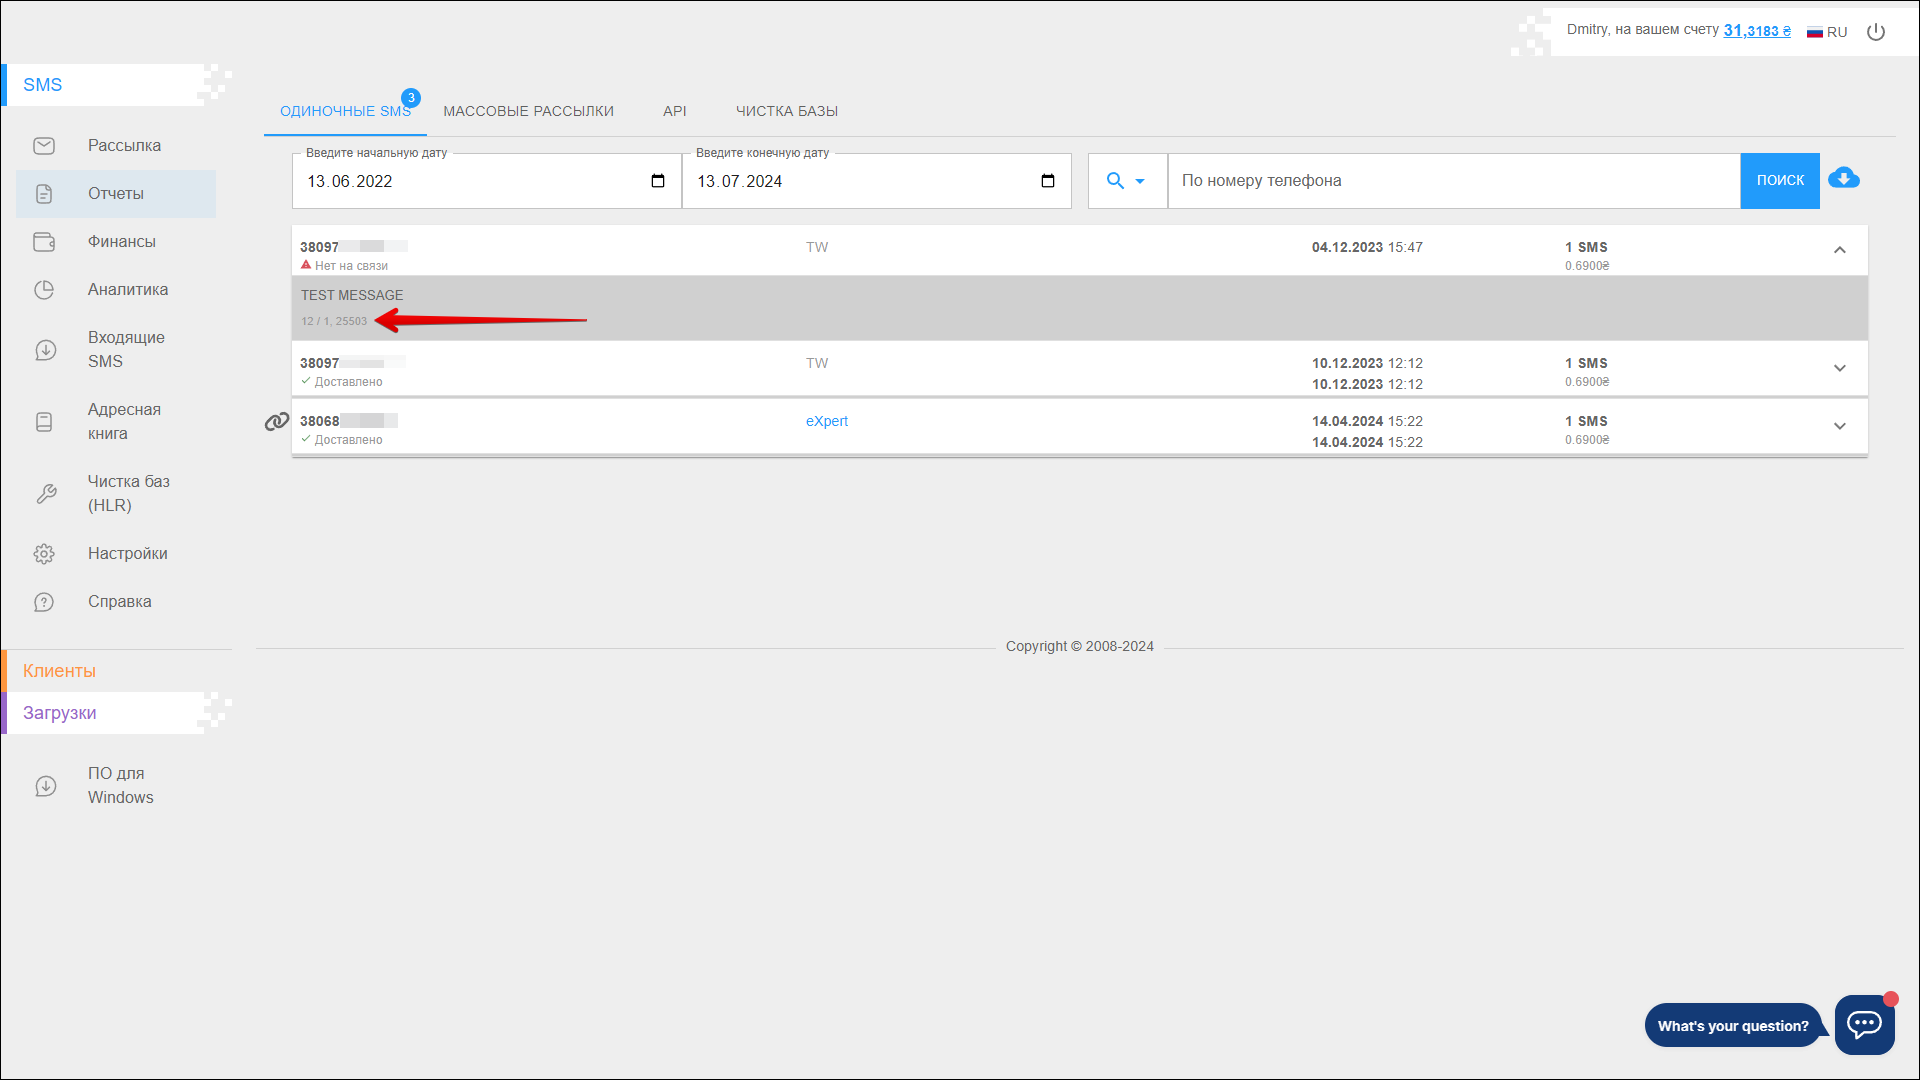 Dmitry, на вашем счету 31,3183 ₴
RU
SMS
Рассылка
Отчеты
Финансы
Аналитика
Входящие
SMS
Адресная
книга
Чистка баз
(HLR)
Настройки
Справка
Клиенты
Загрузки
ПО для
Windows
ОДИНОЧНЫЕ SMS 3 МАССОВЫЕ РАССЫЛКИ API ЧИСТКА БАЗЫ
Введите начальную дату Введите конечную дату
13.06.2022 13.07.2024 По номеру телефона ПОИСК
38097 TW 04.12.2023 15:47 1 SMS
Нет на связи 0.6900₴
TEST MESSAGE
12 / 1, 25503
38097 TW 10.12.2023 12:12 1 SMS
Доставлено 10.12.2023 12:12 0.6900₴
38068 eXpert 14.04.2024 15:22 1 SMS
Доставлено 14.04.2024 15:22 0.6900₴
Copyright © 2008-2024
What's your question?